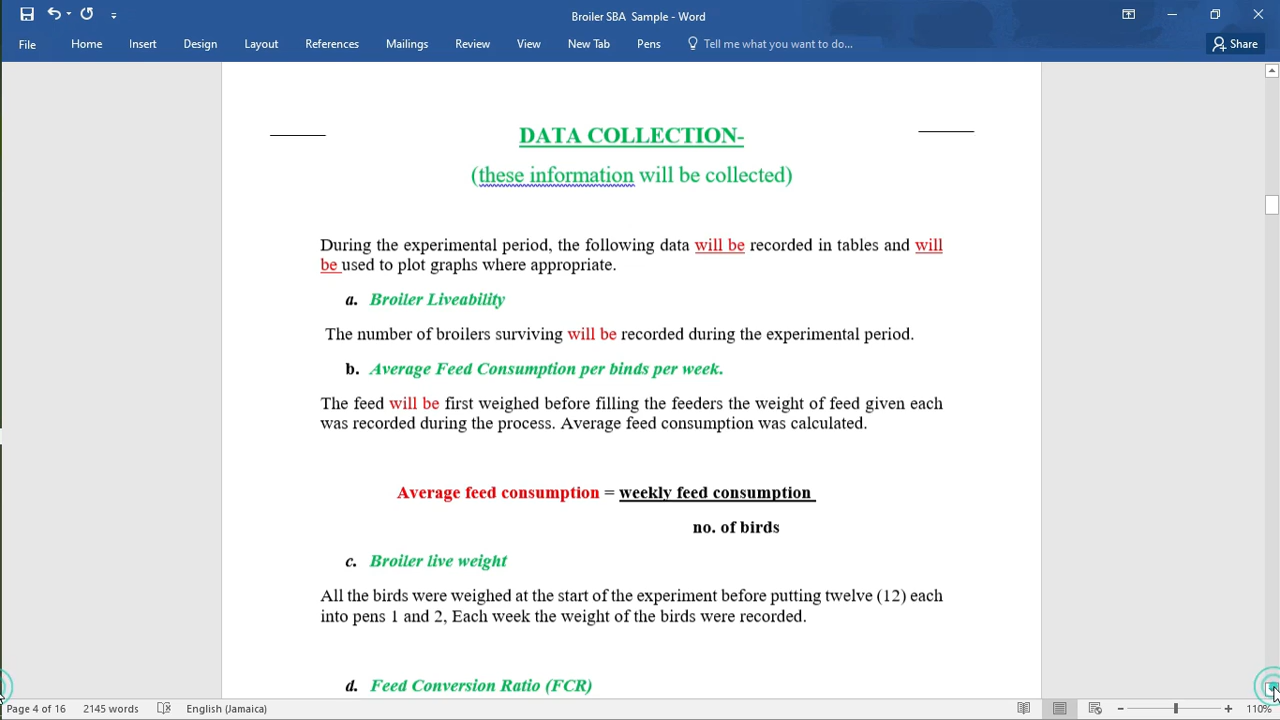 Broiler SBA Sample - Word
File Home Insert Design Layout References Mailings Review View New Tab Pens Tell me what you want to do... Share
DATA COLLECTION-
(these information will be collected)
During the experimental period, the following data will be recorded in tables and will
be used to plot graphs where appropriate.
a. Broiler Liveability
The number of broilers surviving will be recorded during the experimental period.
b. Average Feed Consumption per binds per week.
The feed will be first weighed before filling the feeders the weight of feed given each
was recorded during the process. Average feed consumption was calculated.
Average feed consumption = weekly feed consumption
no. of birds
c. Broiler live weight
All the birds were weighed at the start of the experiment before putting twelve (12) each
into pens 1 and 2, Each week the weight of the birds were recorded.
d. Feed Conversion Ratio (FCR)
Page 4 of 16 2145 words English (Jamaica) 110%